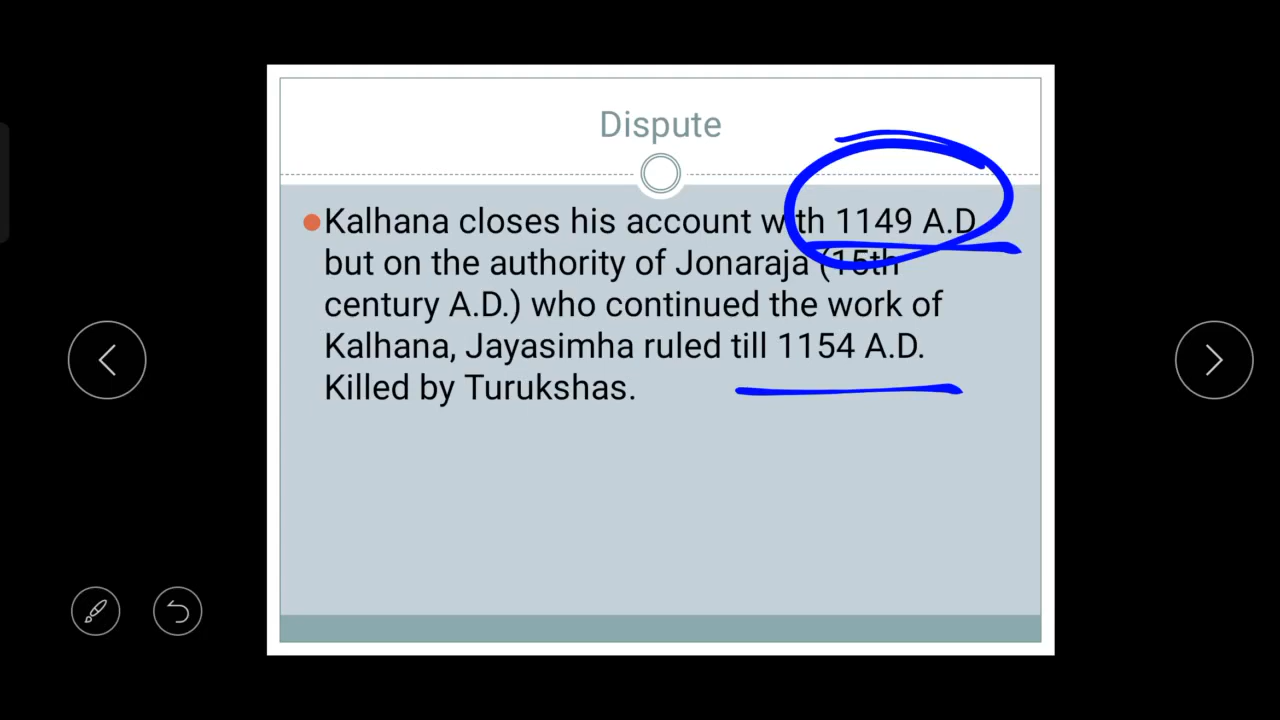 Dispute
Kalhana closes his account with 1149 A.D
but on the authority of Jonaraja (15th
century A.D.) who continued the work of
Kalhana, Jayasimha ruled till 1154 A.D.
Killed by Turukshas.